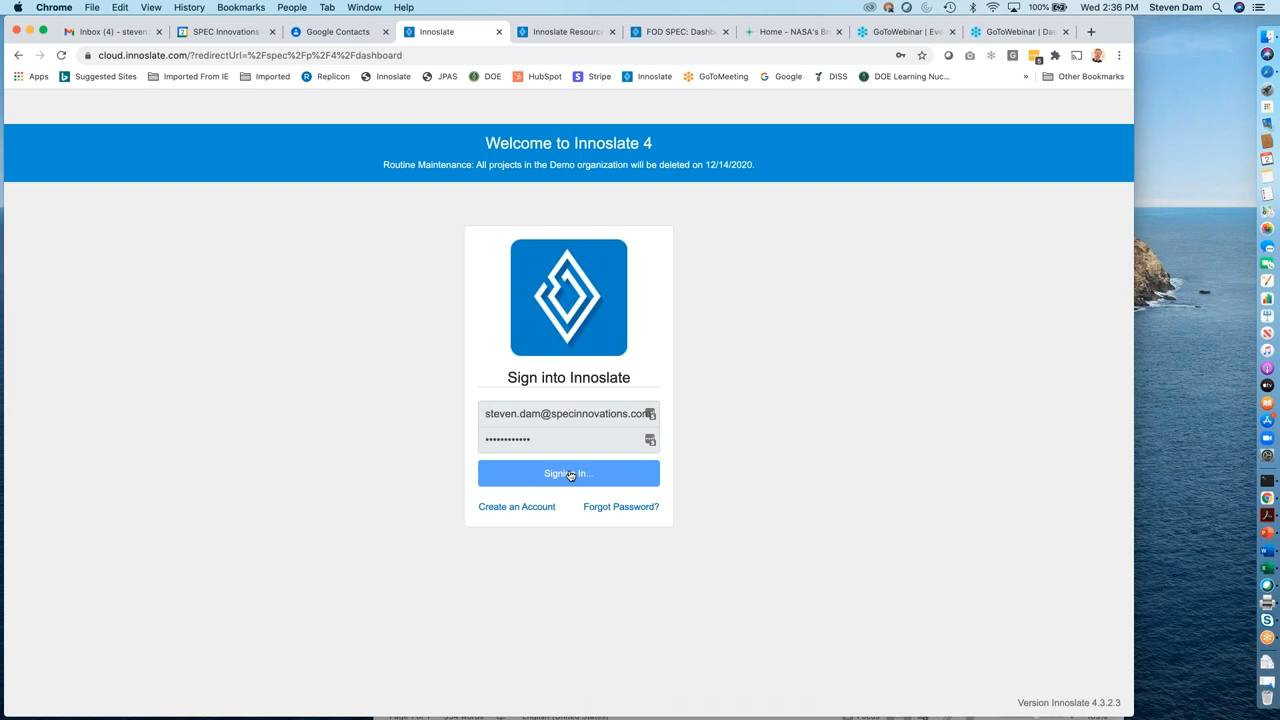 Chrome File Edit View History Bookmarks People Tab Window Help 100% Wed 2:36 PM Steven Dam
Inbox (4) - steven. SPEC Innovations Google Contacts Innoslate Innoslate Resourc FOD SPEC: Dashb Home - NASA's B GoToWebinar | Eve GoToWebinar | Das
cloud.innoslate.com/?redirectUrl=%2Fspec%2Fp%2F4%2Fdashboard
Apps Suggested Sites Imported From IE Imported Replicon Innoslate JPAS DOE HubSpot Stripe Innoslate GoToMeeting Google DISS DOE Learning Nuc... » Other Bookmarks
Welcome to Innoslate 4
Routine Maintenance: All projects in the Demo organization will be deleted on 12/14/2020.
Sign into Innoslate
steven.dam@specinnovations.com
••••••••••••
Signing In...
Create an Account Forgot Password?
Version Innoslate 4.3.2.3